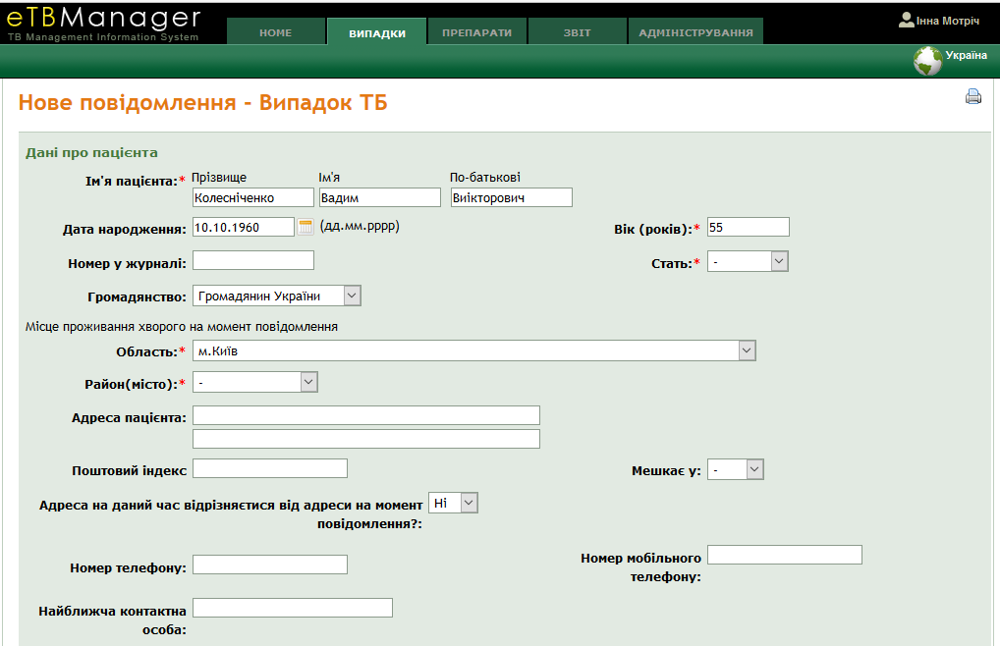 eTBManager
TB Management Information System
HOME
ВИПАДКИ
ПРЕПАРАТИ
ЗВІТ
АДМІНІСТРУВАННЯ
Інна Мотріч
Україна
Нове повідомлення - Випадок ТБ
Дані про пацієнта
Прізвище Ім'я По-батькові
Ім'я пацієнта:* Колесніченко Вадим Виікторович
Дата народження: 10.10.1960 (дд.мм.рррр) Вік (років):* 55
Номер у журналі: Стать:* -
Громадянство: Громадянин України
Місце проживання хворого на момент повідомлення
Область:* м.Київ
Район(місто):* -
Адреса пацієнта:
Поштовий індекс Мешкає у: -
Адреса на даний час відрізняєтися від адреси на момент Ні
повідомлення?:
Номер телефону: Номер мобільного
телефону:
Найближча контактна
особа: